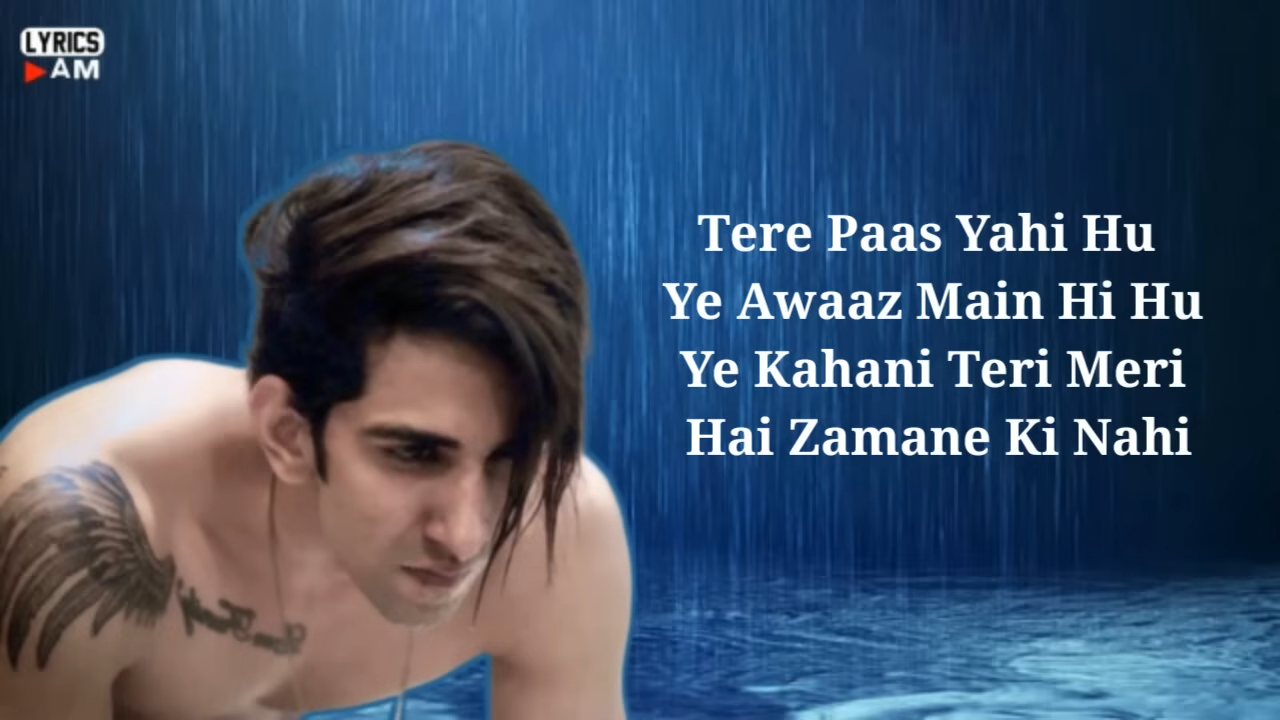 LYRICS
AM
Tere Paas Yahi Hu
Ye Awaaz Main Hi Hu
Ye Kahani Teri Meri
Hai Zamane Ki Nahi